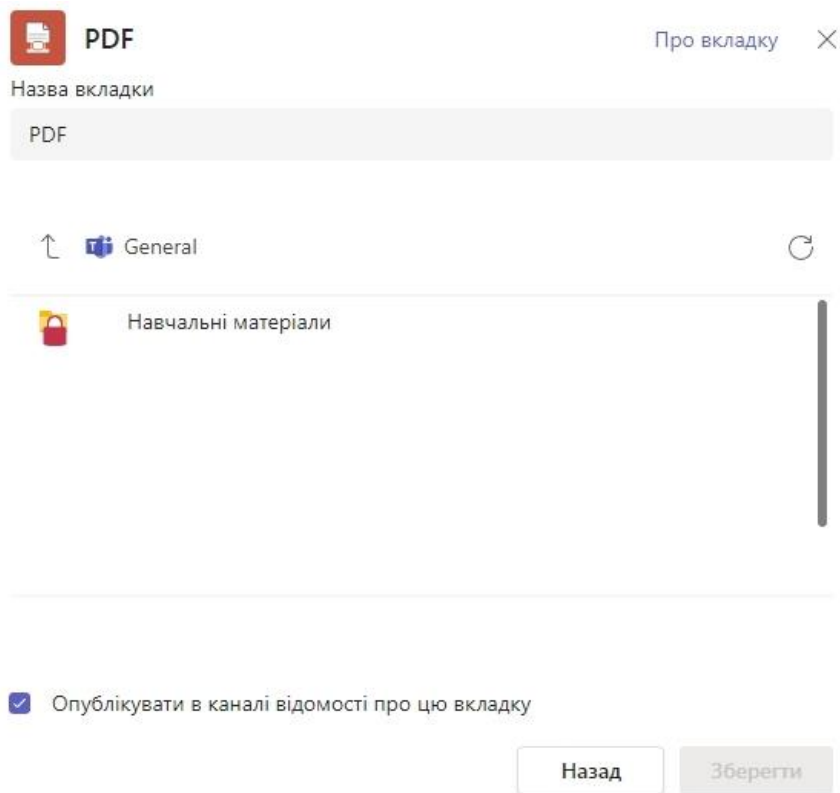 PDF
Про вкладку
Назва вкладки
PDF
General
Навчальні матеріали
Опублікувати в каналі відомості про цю вкладку
Назад
Зберегти